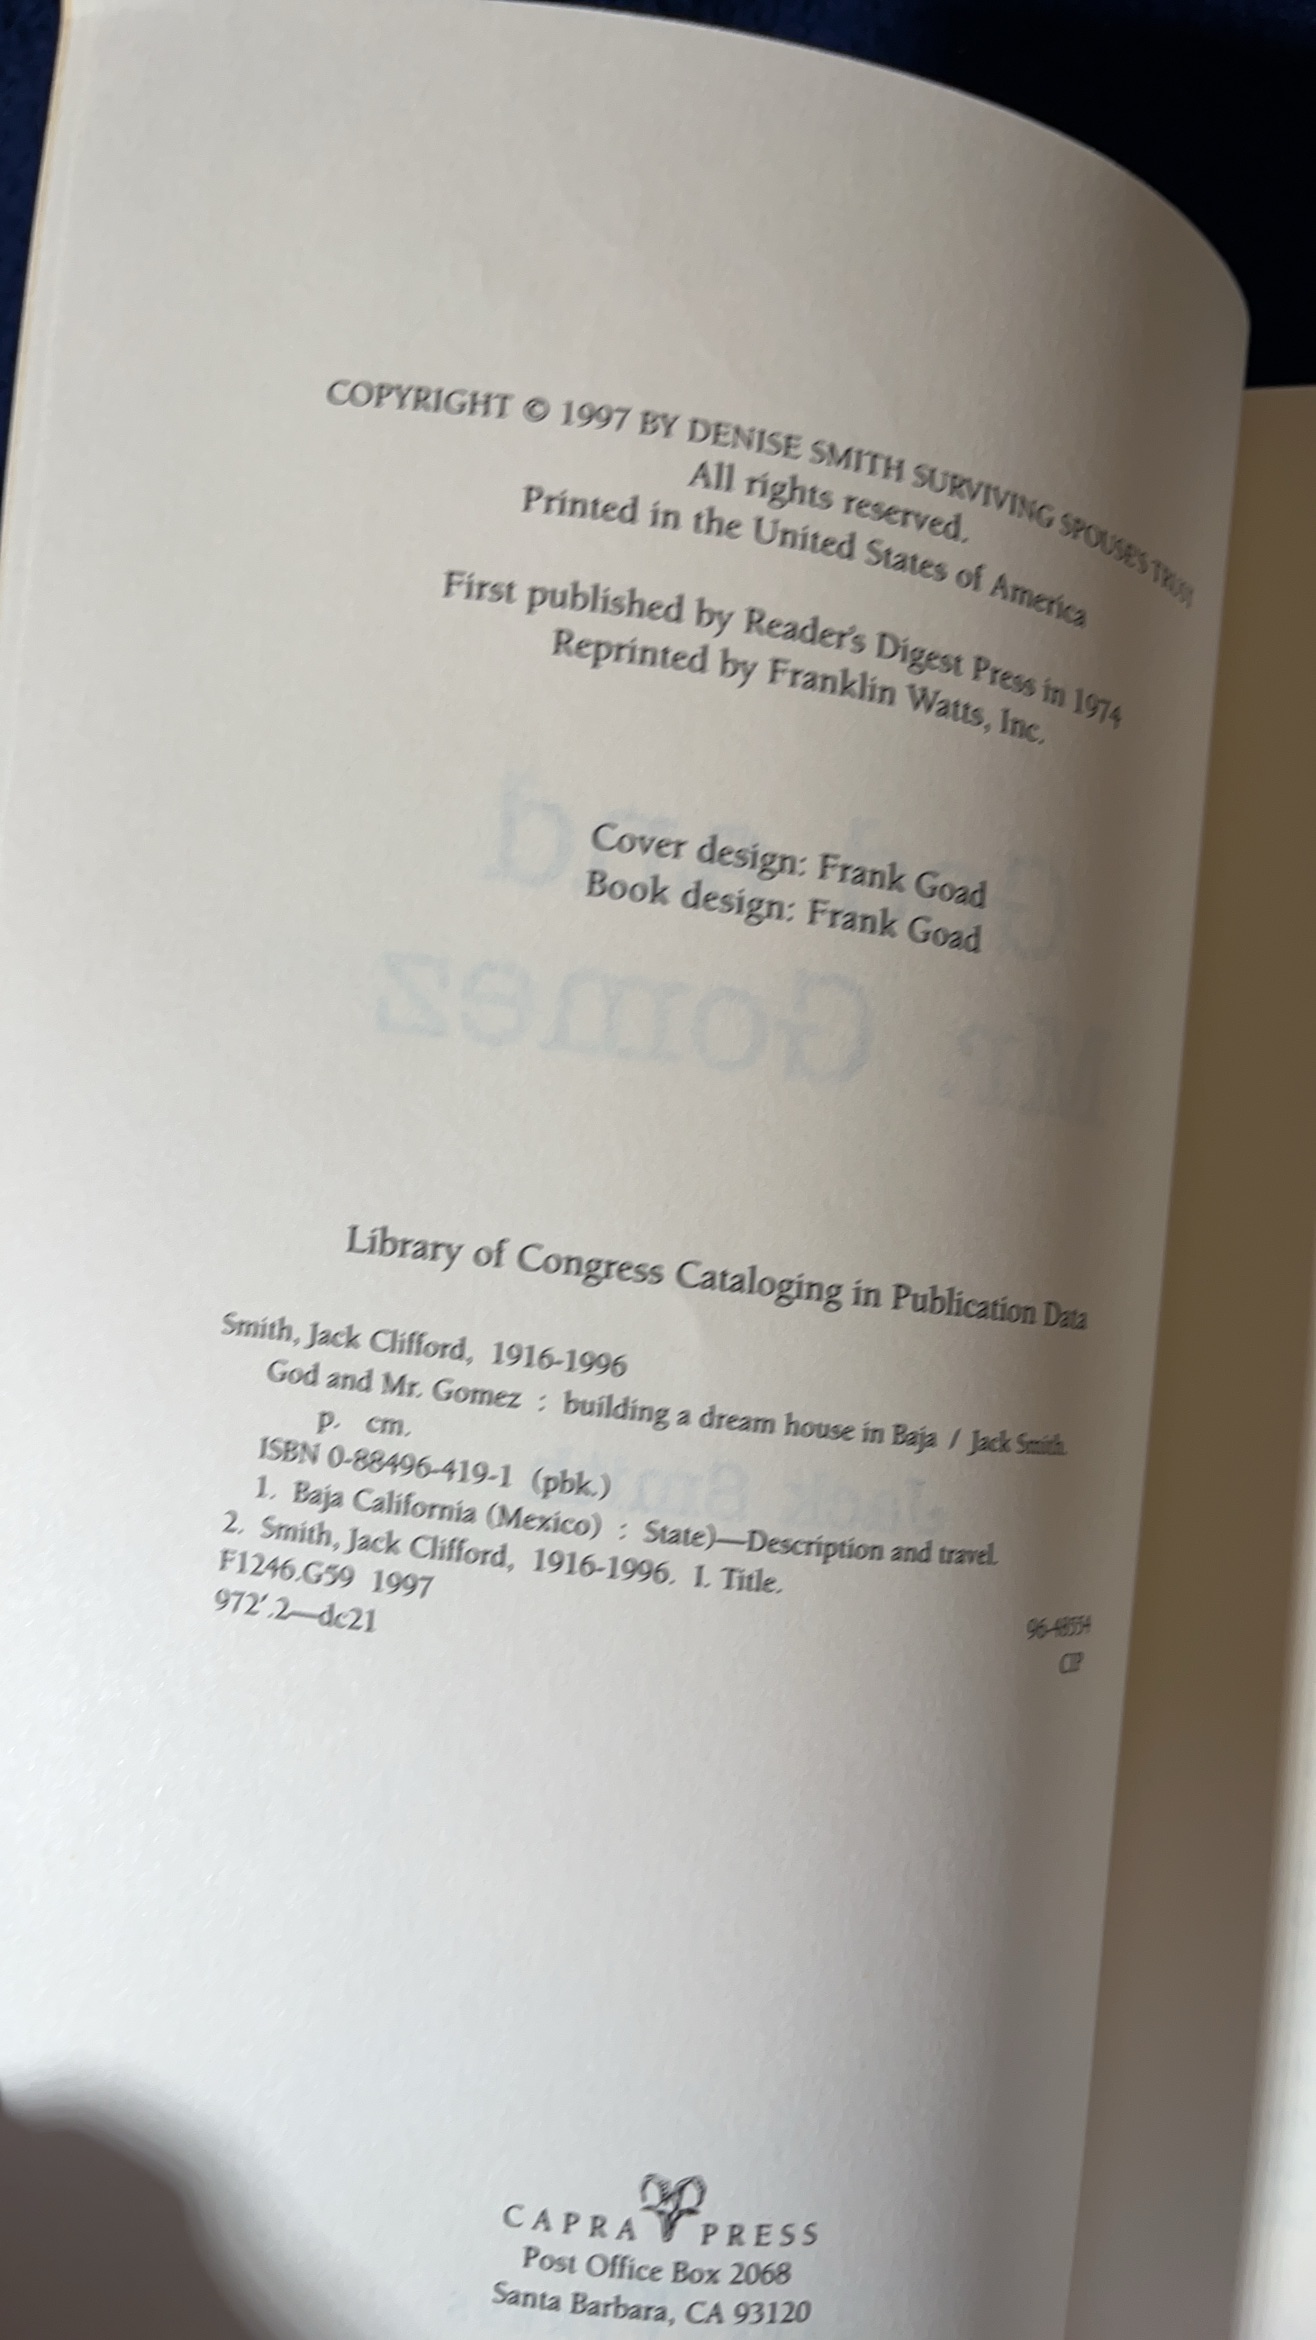 COPYRIGHT © 1997 BY DENISE SMITH SURVIVING SPOUSE'S TRUST
All rights reserved.
Printed in the United States of America
First published by Reader's Digest Press in 1974
Reprinted by Franklin Watts, Inc.
Cover design: Frank Goad
Book design: Frank Goad
Library of Congress Cataloging in Publication Data
Smith, Jack Clifford, 1916-1996
God and Mr. Gomez : building a dream house in Baja / Jack Smith.
p. cm.
ISBN 0-88496-419-1 (pbk.)
1. Baja California (Mexico) : State)—Description and travel.
2. Smith, Jack Clifford, 1916-1996. I. Title.
F1246.G59 1997
972′.2—dc21
96-48554
CIP
CAPRA PRESS
Post Office Box 2068
Santa Barbara, CA 93120